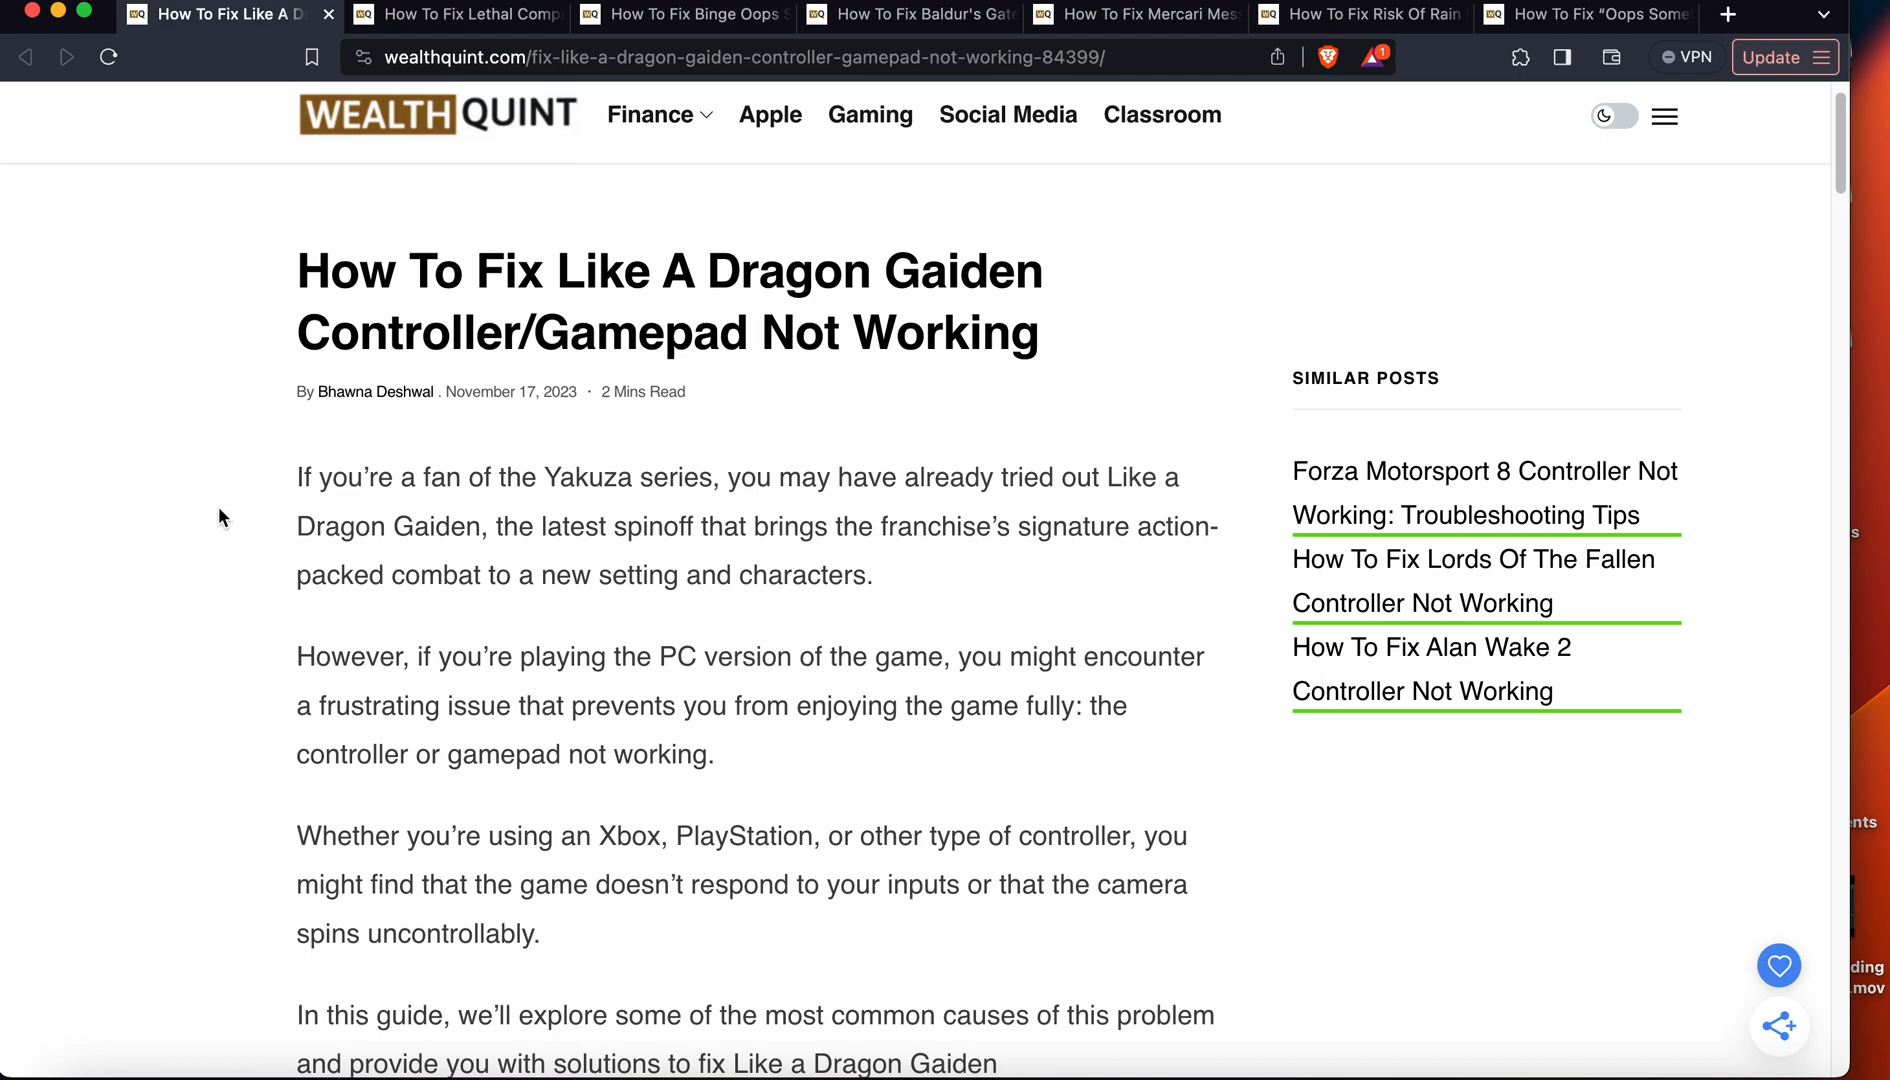 How To Fix Like A D
How To Fix Lethal Comp
How To Fix Binge Oops S
How To Fix Baldur's Gate
How To Fix Mercari Mess
How To Fix Risk Of Rain
How To Fix “Oops Some
wealthquint.com/fix-like-a-dragon-gaiden-controller-gamepad-not-working-84399/
1
VPN
Update
WEALTH QUINT
Finance
Apple
Gaming
Social Media
Classroom
How To Fix Like A Dragon Gaiden
Controller/Gamepad Not Working
By Bhawna Deshwal . November 17, 2023 · 2 Mins Read
If you’re a fan of the Yakuza series, you may have already tried out Like a
Dragon Gaiden, the latest spinoff that brings the franchise’s signature action-
packed combat to a new setting and characters.
However, if you’re playing the PC version of the game, you might encounter
a frustrating issue that prevents you from enjoying the game fully: the
controller or gamepad not working.
Whether you’re using an Xbox, PlayStation, or other type of controller, you
might find that the game doesn’t respond to your inputs or that the camera
spins uncontrollably.
In this guide, we’ll explore some of the most common causes of this problem
and provide you with solutions to fix Like a Dragon Gaiden
SIMILAR POSTS
Forza Motorsport 8 Controller Not
Working: Troubleshooting Tips
How To Fix Lords Of The Fallen
Controller Not Working
How To Fix Alan Wake 2
Controller Not Working
s
ents
ding
.mov